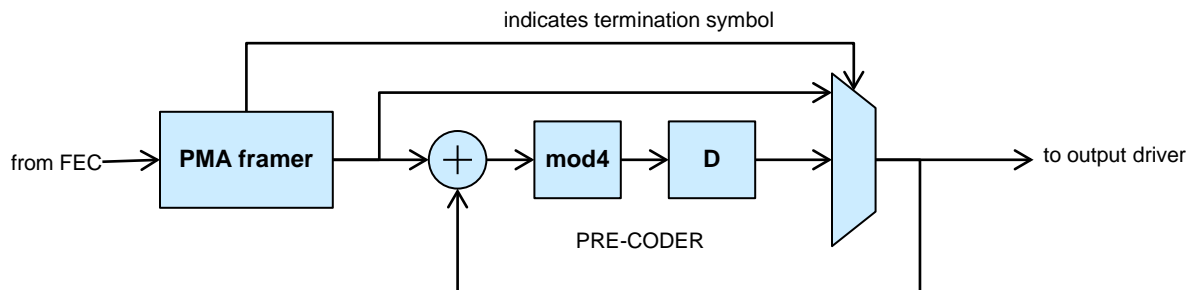 indicates termination symbol
from FEC
PMA framer
+
mod4
D
to output driver
PRE-CODER